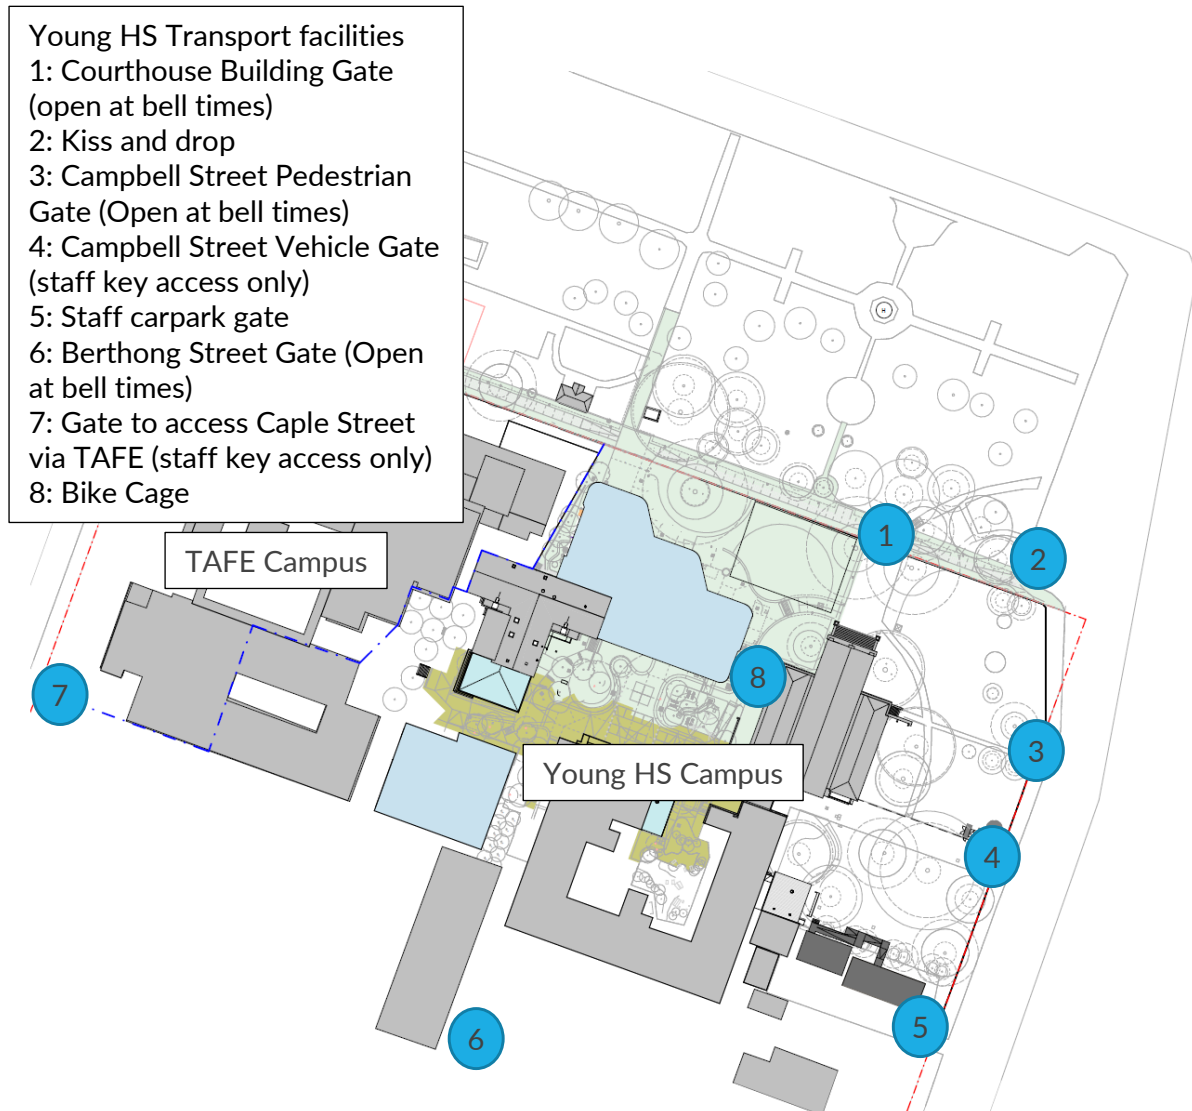 Young HS Transport facilities
1: Courthouse Building Gate
(open at bell times)
2: Kiss and drop
3: Campbell Street Pedestrian
Gate (Open at bell times)
4: Campbell Street Vehicle Gate
(staff key access only)
5: Staff carpark gate
6: Berthong Street Gate (Open
at bell times)
7: Gate to access Caple Street
via TAFE (staff key access only)
8: Bike Cage
1
TAFE Campus
2
8
7
3
Young HS Campus
4
5
6